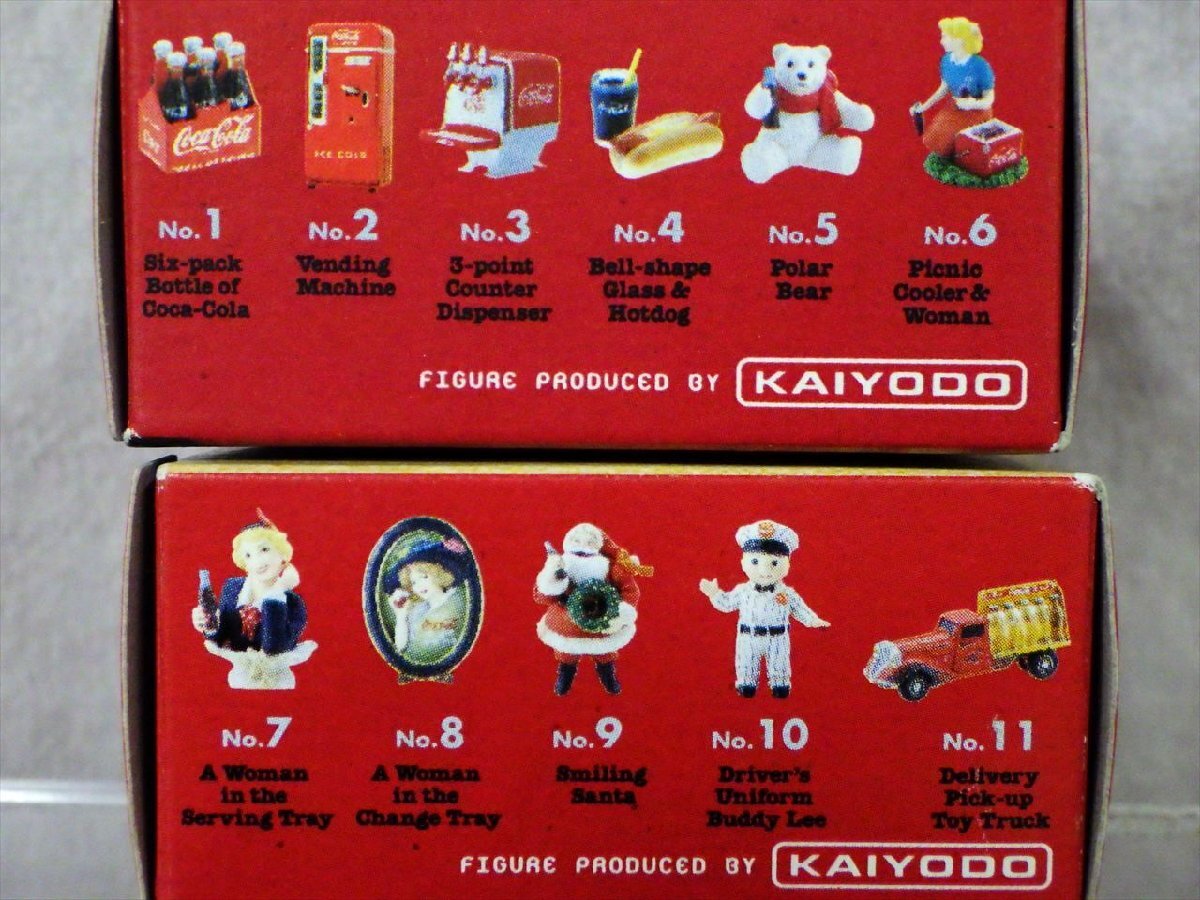 Coca-Cola
ICE COLD
No.1
Six-pack
Bottle of
Coca-Cola
No.2
Vending
Machine
No.3
3-point
Counter
Dispenser
No.4
Bell-shape
Glass &
Hotdog
No.5
Polar
Bear
No.6
Picnic
Cooler &
Woman
FIGURE PRODUCED BY KAIYODO
No.7
A Woman
in the
Serving Tray
No.8
A Woman
in the
Change Tray
No.9
Smiling
Santa
No.10
Driver's
Uniform
Buddy Lee
No.11
Delivery
Pick-up
Toy Truck
FIGURE PRODUCED BY KAIYODO